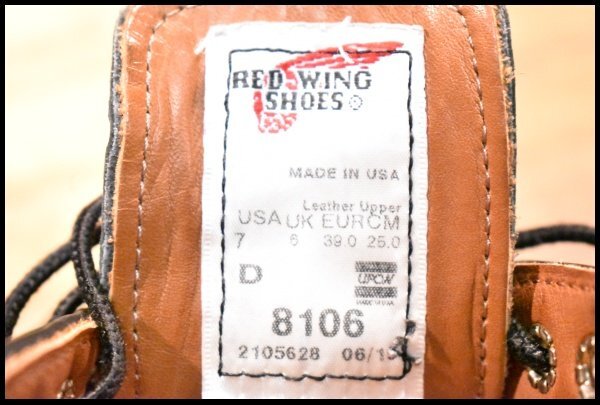 RED WING
SHOES®
MADE IN USA
Leather Upper
USA UK EUR CM
7 6 39.0 25.0
D
UFCW
8106
2105628 06/1